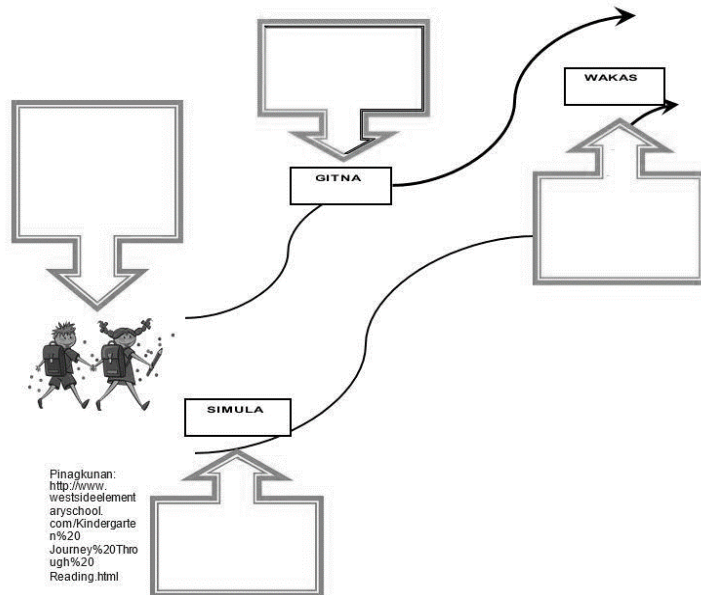 WAKAS
GITNA
SIMULA
Pinagkunan:
http://www.
westsideelement
aryschool.
com/Kindergarte
n%20
Journey%20Thro
ugh%20
Reading.html